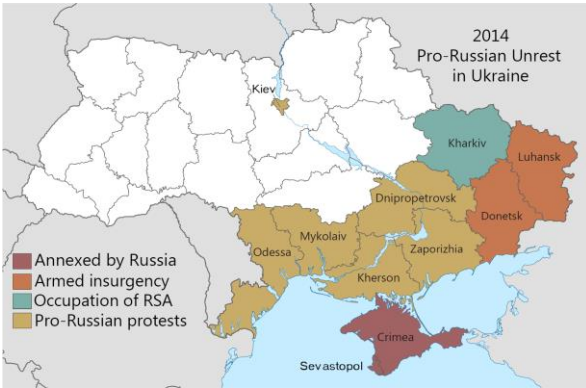 2014
Pro-Russian Unrest
in Ukraine
Kiev
Kharkiv
Luhansk
Dnipropetrovsk
Donetsk
Mykolaiv
Odessa
Zaporizhia
Kherson
Annexed by Russia
Armed insurgency
Occupation of RSA
Pro-Russian protests
Crimea
Sevastopol